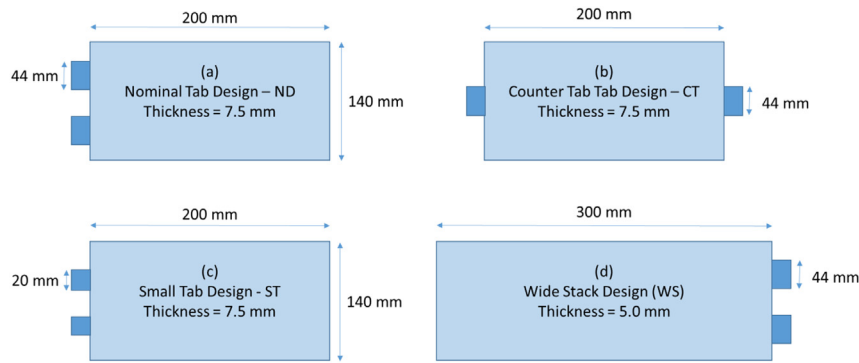 200 mm
44 mm
(a)
Nominal Tab Design – ND
Thickness = 7.5 mm
140 mm
200 mm
(b)
Counter Tab Tab Design – CT
Thickness = 7.5 mm
44 mm
200 mm
20 mm
(c)
Small Tab Design - ST
Thickness = 7.5 mm
140 mm
300 mm
(d)
Wide Stack Design (WS)
Thickness = 5.0 mm
44 mm